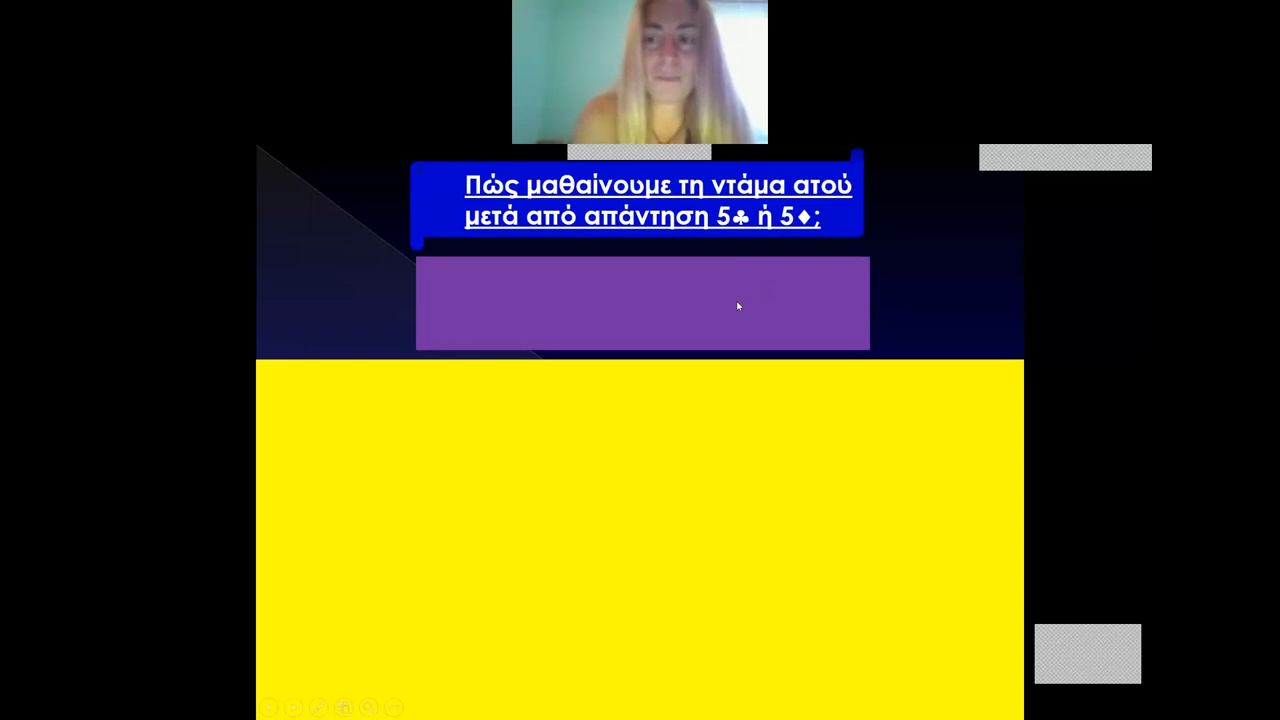 Πώς μαθαίνουμε τη ντάμα ατού
μετά από απάντηση 5♣ ή 5♦;